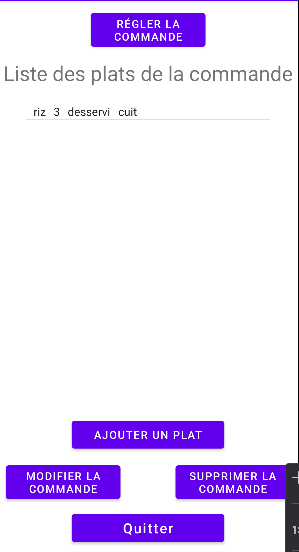 RÉGLER LA
COMMANDE
Liste des plats de la commande
riz 3 desservi cuit
AJOUTER UN PLAT
MODIFIER LA
COMMANDE
SUPPRIMER LA
COMMANDE
Quitter